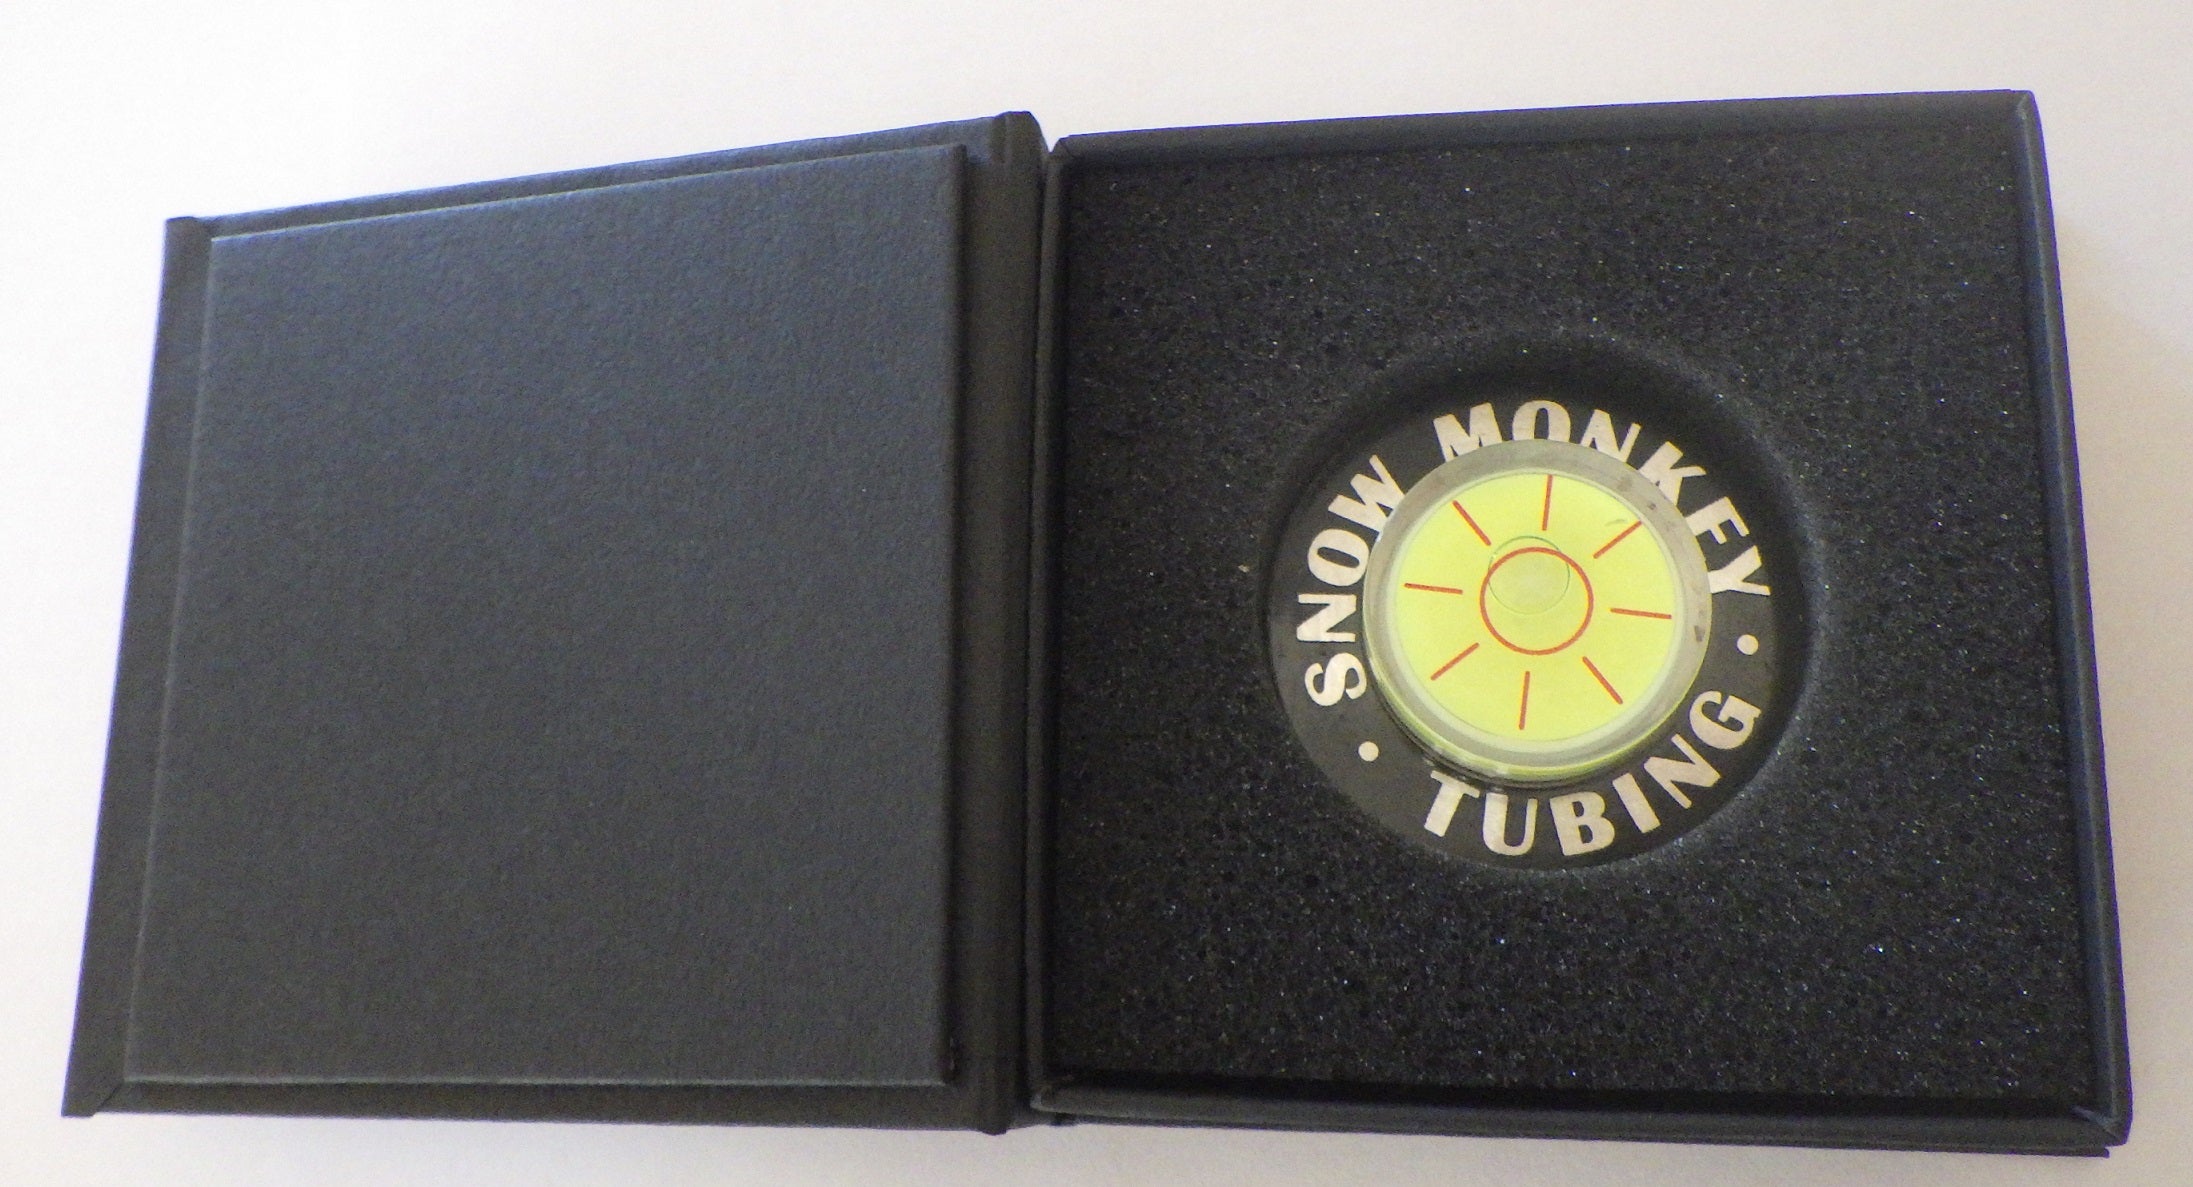 SNOW MONKEY
• TUBING •